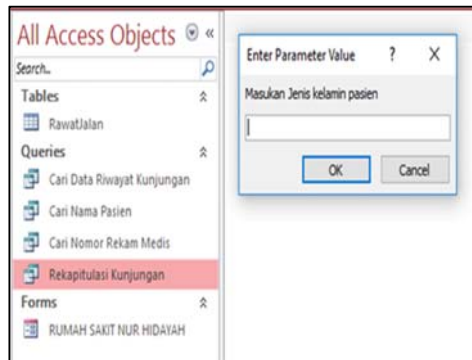 All Access Objects
Search...
Tables
RawatJalan
Queries
Cari Data Riwayat Kunjungan
Cari Nama Pasien
Cari Nomor Rekam Medis
Rekapitulasi Kunjungan
Forms
RUMAH SAKIT NUR HIDAYAH
Enter Parameter Value
Masukan Jenis kelamin pasien
OK
Cancel